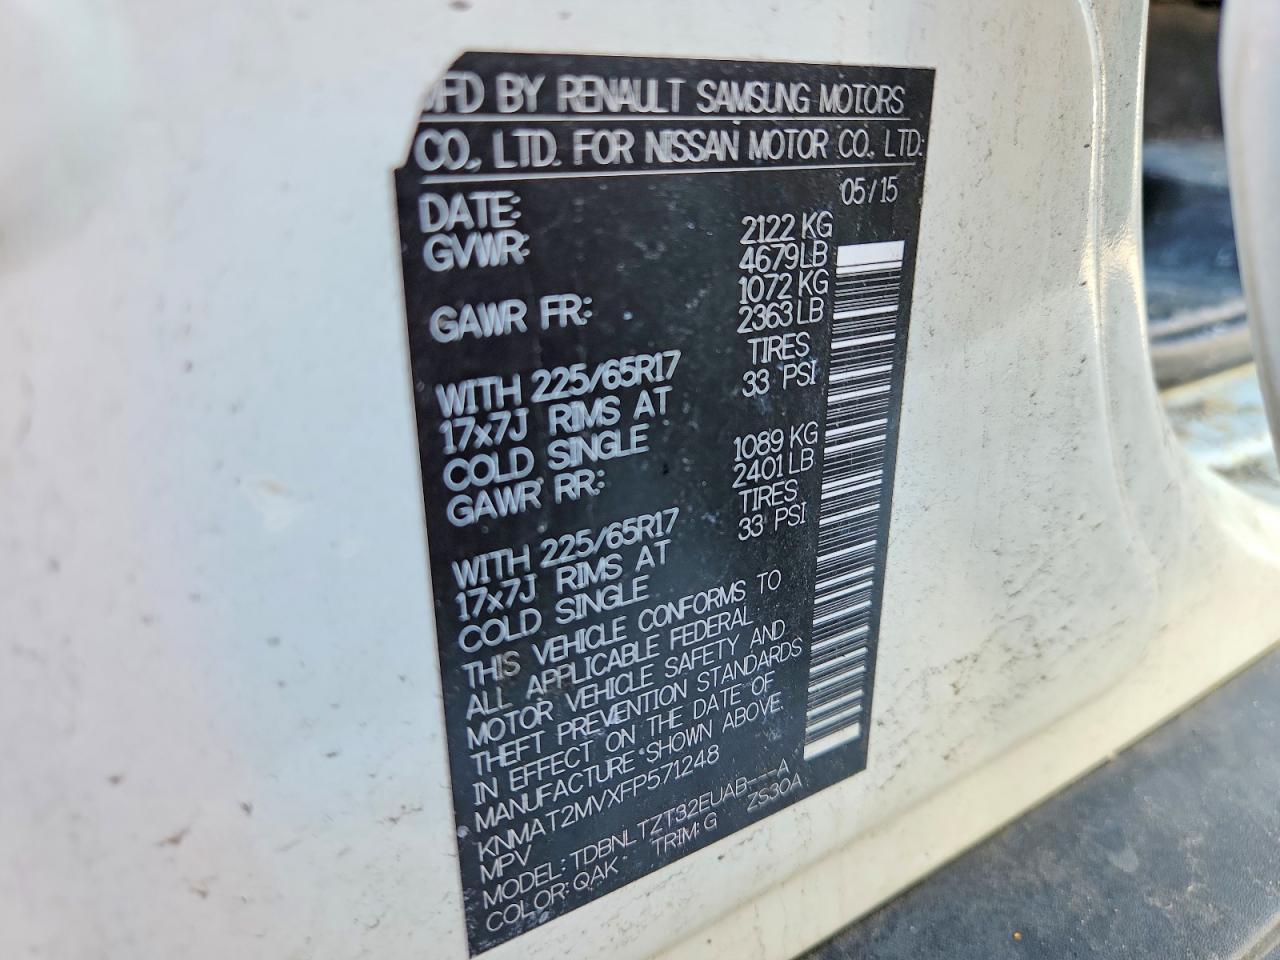 MFD BY RENAULT SAMSUNG MOTORS
CO., LTD. FOR NISSAN MOTOR CO., LTD.
DATE: 05/15
GVWR: 2122 KG
4679LB
GAWR FR: 1072 KG
2363 LB
WITH 225/65R17 TIRES
17x7J RIMS AT 33 PSI
COLD SINGLE
GAWR RR: 1089 KG
2401 LB
WITH 225/65R17 TIRES
17x7J RIMS AT 33 PSI
COLD SINGLE
THIS VEHICLE CONFORMS TO
ALL APPLICABLE FEDERAL
MOTOR VEHICLE SAFETY AND
THEFT PREVENTION STANDARDS
IN EFFECT ON THE DATE OF
MANUFACTURE SHOWN ABOVE.
KNMAT2MVXFP571248
MPV
MODEL: TDBNLTZT32EUAB---A
COLOR: QAK TRIM: G ZS30A